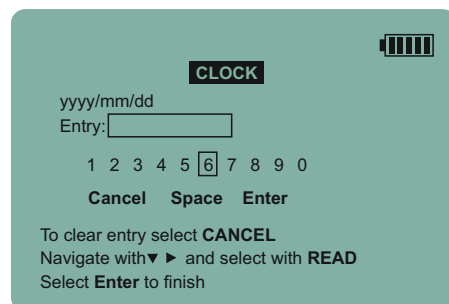 CLOCK
yyyy/mm/dd
Entry:
1 2 3 4 5 6 7 8 9 0
Cancel Space Enter
To clear entry select CANCEL
Navigate with▼ ► and select with READ
Select Enter to finish